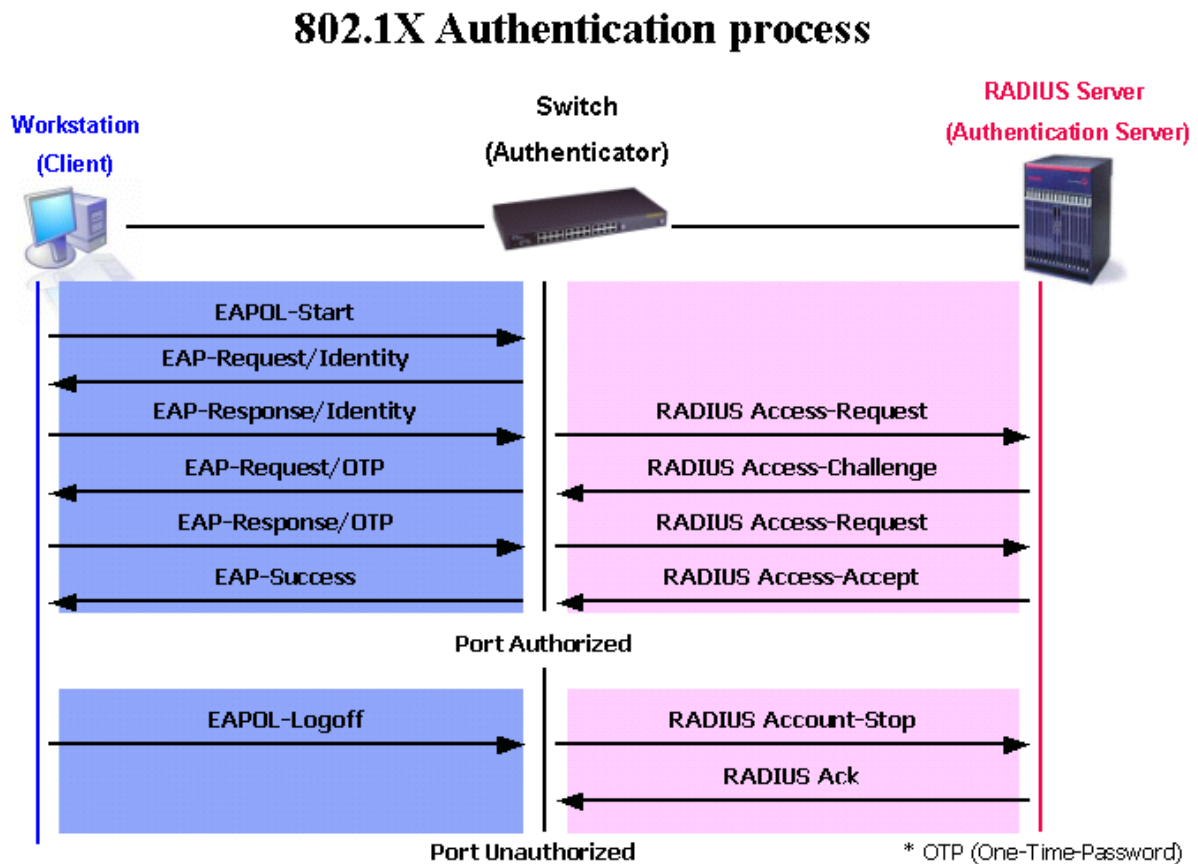 802.1X Authentication process
Workstation
(Client)
Switch
(Authenticator)
RADIUS Server
(Authentication Server)
EAPOL-Start
EAP-Request/Identity
EAP-Response/Identity
RADIUS Access-Request
EAP-Request/OTP
RADIUS Access-Challenge
EAP-Response/OTP
RADIUS Access-Request
EAP-Success
RADIUS Access-Accept
Port Authorized
EAPOL-Logoff
RADIUS Account-Stop
RADIUS Ack
Port Unauthorized
* OTP (One-Time-Password)